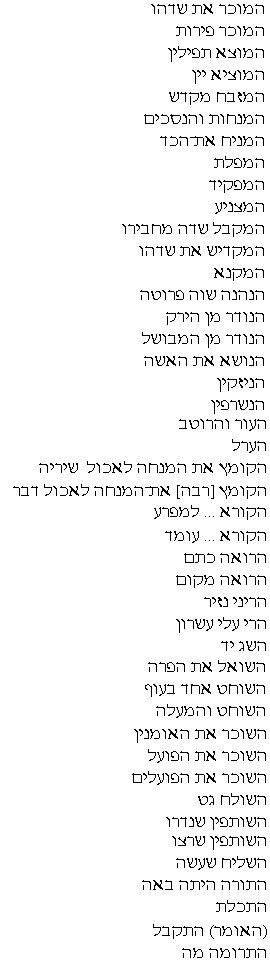 המוכר את שדהו
המוכר פירות
המוצא תפילין
המוציא יין
המזבח מקדש
המנחות והנסכים
המניח את־הכד
המפלת
המפקיד
המצניע
המקבל שדה מחבירו
המקדיש את שדהו
המקנא
הנהנה שוה פרוטה
הנודר מן הירק
הנודר מן המבושל
הנושא את האשה
הניזקין
הנשרפין
העור והרוטב
הערל
הקומץ את המנחה לאכול שיריה
הקומץ [רבה] את־המנחה לאכול דבר
הקורא ... למפרע
הקורא ... עומד
הרואה כתם
הרואה מקום
הריני נזיר
הרי עלי עשרון
השג יד
השואל את הפרה
השוחט אחד בעוף
השוחט והמעלה
השוכר את האומנין
השוכר את הפועל
השוכר את הפועלים
השולח גט
השותפין שנדרו
השותפין שרצו
השליח שעשה
התורה היתה באה
התכלת
(האומר) התקבל
התרומה מה